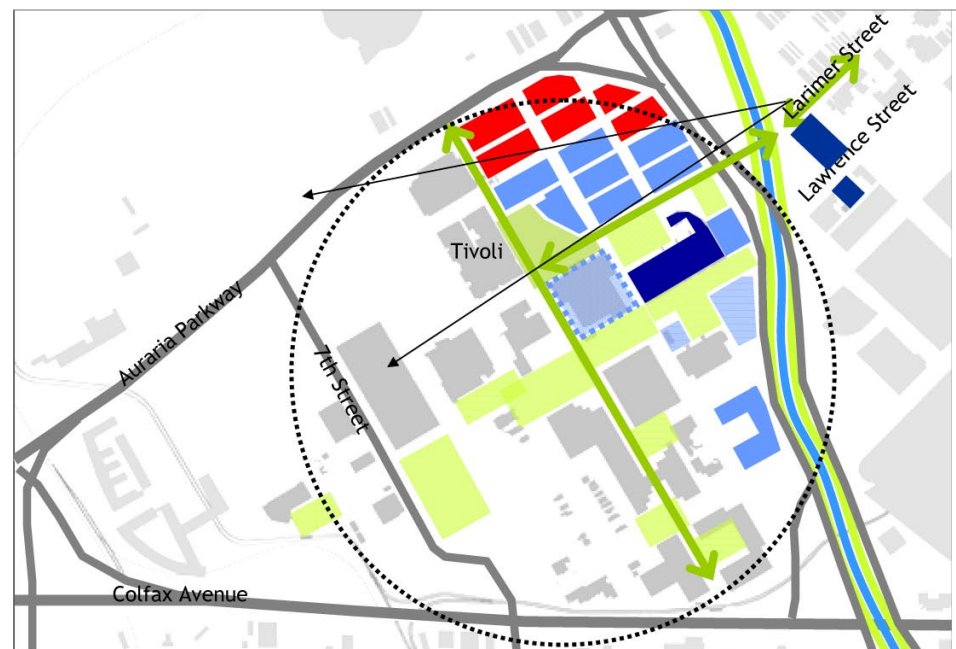 Larimer Street
Lawrence Street
Tivoli
Auraria Parkway
7th Street
Colfax Avenue